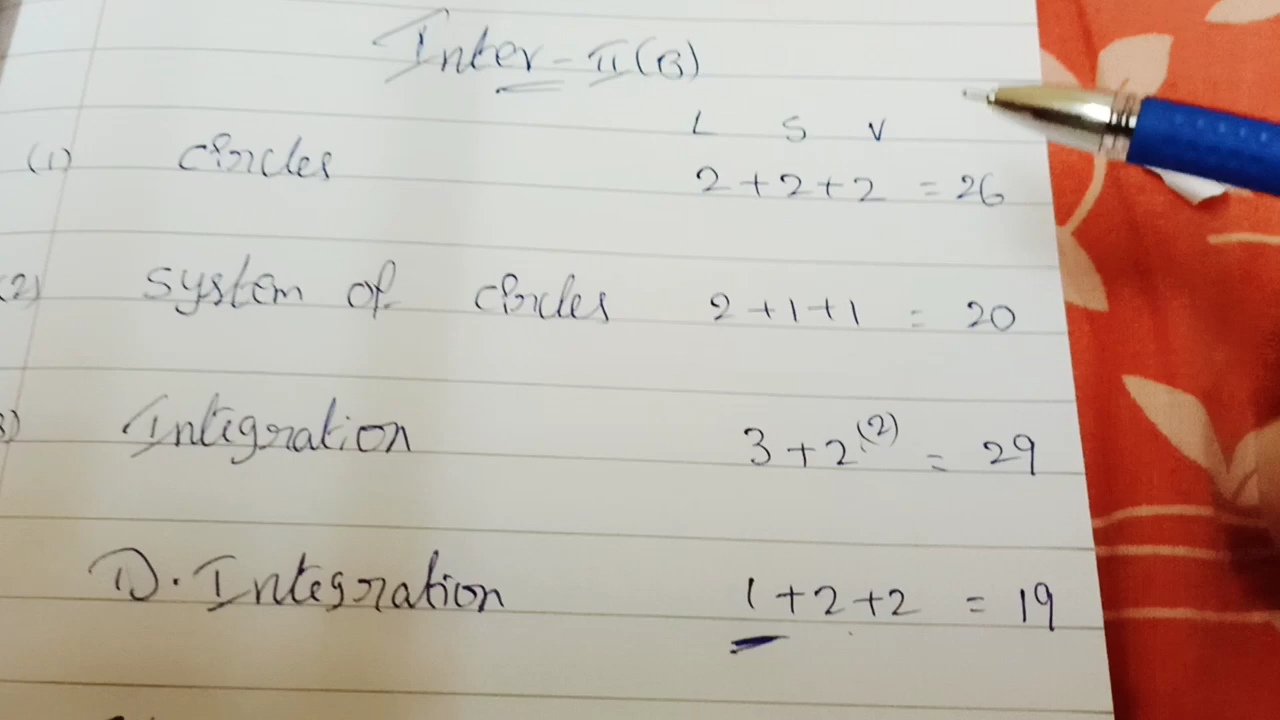 Inter - II(B)
L S V
(1) circles 2+2+2 = 26
(2) system of circles 2+1+1 = 20
3) Integration 3+2(2) = 29
D. Integration 1+2+2 = 19